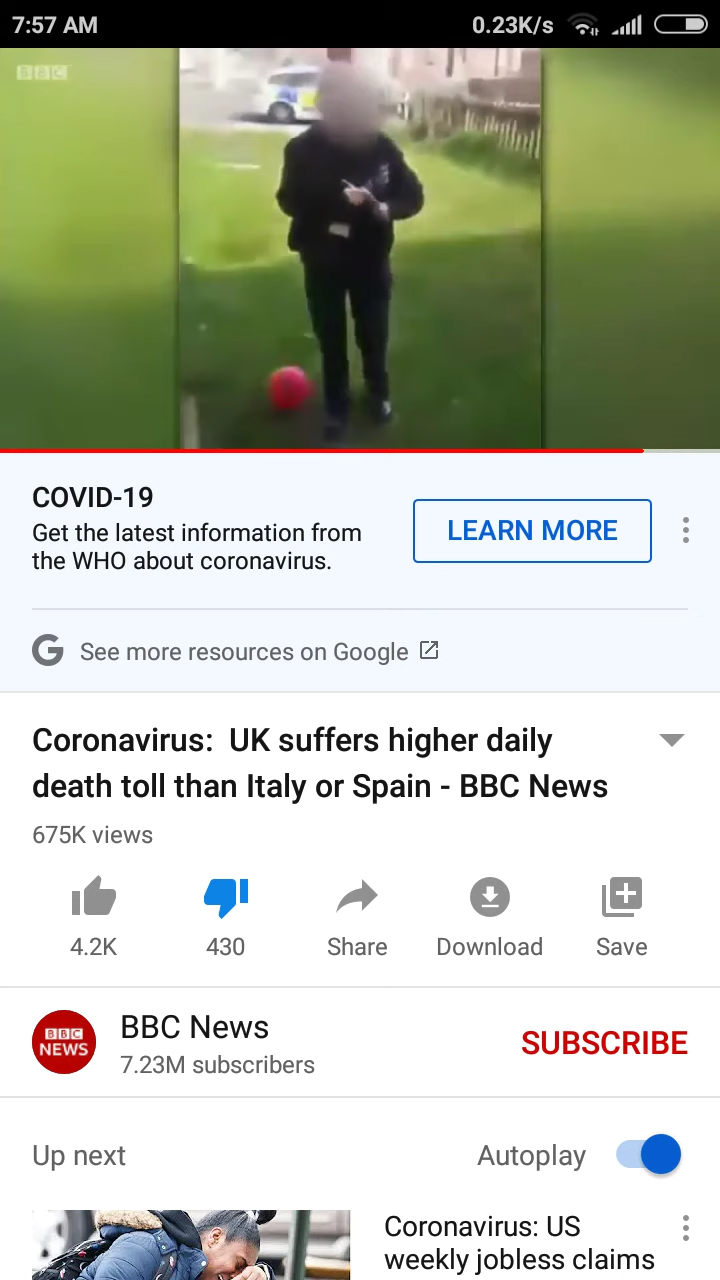 7:57 AM
0.23K/s
BBC
COVID-19
Get the latest information from
the WHO about coronavirus.
LEARN MORE
G See more resources on Google
Coronavirus: UK suffers higher daily
death toll than Italy or Spain - BBC News
675K views
4.2K
430
Share
Download
Save
BBC
NEWS
BBC News
7.23M subscribers
SUBSCRIBE
Up next
Autoplay
Coronavirus: US
weekly jobless claims